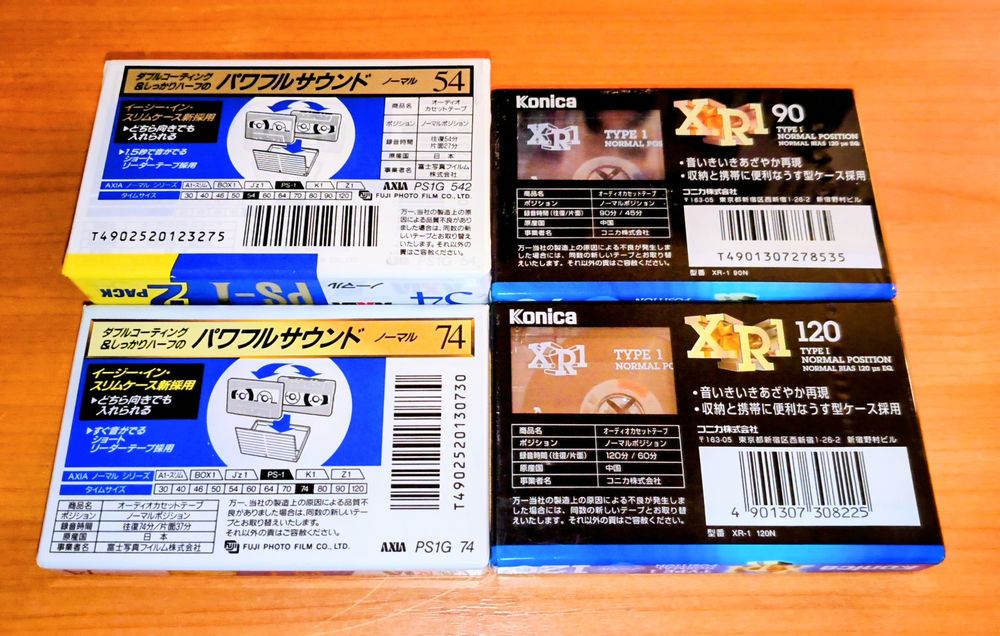 ダブルコーティング
&しっかりハーフの
パワフルサウンド
ノーマル 54
イージー・イン・
スリムケース新採用
▶どちら向きでも
入れられる
▶1.5秒で音がでる
ショート
リーダーテープ採用
商品名 オーディオカセットテープ
ポジション ノーマルポジション
録音時間 往復54分 片面27分
原産国 日本
事業者名 富士写真フイルム株式会社
AXIA ノーマル シリーズ A1-スリム BOX1 Jz1 PS-1 K1 Z1
タイムサイズ 30 40 46 50 54 60 64 70 74 80 90 120
AXIA PS1G 542
FUJI PHOTO FILM CO., LTD.
T4902520123275
万一、当社の製造上の原
因による品質不良があり
ました場合は、同数の新
しいテープとお取り替え
いたします。それ以外の
責はご容赦ください。
AXIA PS1G 54
54 ノーマル AXIA PS-1 2 PACK
ダブルコーティング
&しっかりハーフの
パワフルサウンド
ノーマル 74
イージー・イン・
スリムケース新採用
▶どちら向きでも
入れられる
▶すぐ音がでる
ショート
リーダーテープ採用
AXIA ノーマル シリーズ A1-スリム BOX1 Jz1 PS-1 K1 Z1
タイムサイズ 30 40 46 50 54 60 64 70 74 80 90 120
商品名 オーディオカセットテープ
ポジション ノーマルポジション
録音時間 往復74分/片面37分
原産国 日本
事業者名 富士写真フイルム株式会社
万一、当社の製造上の原因による品質不
良がありました場合は、同数の新しいテー
プとお取り替えいたします。
それ以外の責はご容赦ください。
FUJI PHOTO FILM CO., LTD.
AXIA PS1G 74
T4902520130730
Konica
XR1
TYPE I
NORMAL POS
XR1 90
TYPE I
NORMAL POSITION
NORMAL BIAS 120 μs EQ.
・音いきいきあざやか再現
・収納と携帯に便利なうす型ケース採用
コニカ株式会社
〒163-05 東京都新宿区西新宿1-26-2 新宿野村ビル
商品名 オーディオカセットテープ
ポジション ノーマルポジション
録音時間(往復/片面) 90分/45分
原産国 中国
事業者名 コニカ株式会社
万一当社の製造上の原因による不良が発生しま
した場合には、同数の新しいテープとお取り替
えいたします。それ以外の責はご容赦ください。
T4901307278535
型番 XR-1 90N
Konica
XR1
TYPE I
NORMAL PO
XR1 120
TYPE I
NORMAL POSITION
NORMAL BIAS 120 μs EQ.
・音いきいきあざやか再現
・収納と携帯に便利なうす型ケース採用
コニカ株式会社
〒163-05 東京都新宿区西新宿1-26-2 新宿野村ビル
商品名 オーディオカセットテープ
ポジション ノーマルポジション
録音時間(往復/片面) 120分/60分
原産国 中国
事業者名 コニカ株式会社
万一当社の製造上の原因による不良が発生しま
した場合には、同数の新しいテープとお取り替
えいたします。それ以外の責はご容赦ください。
4 901307 308225
型番 XR-1 120N
Konica
120